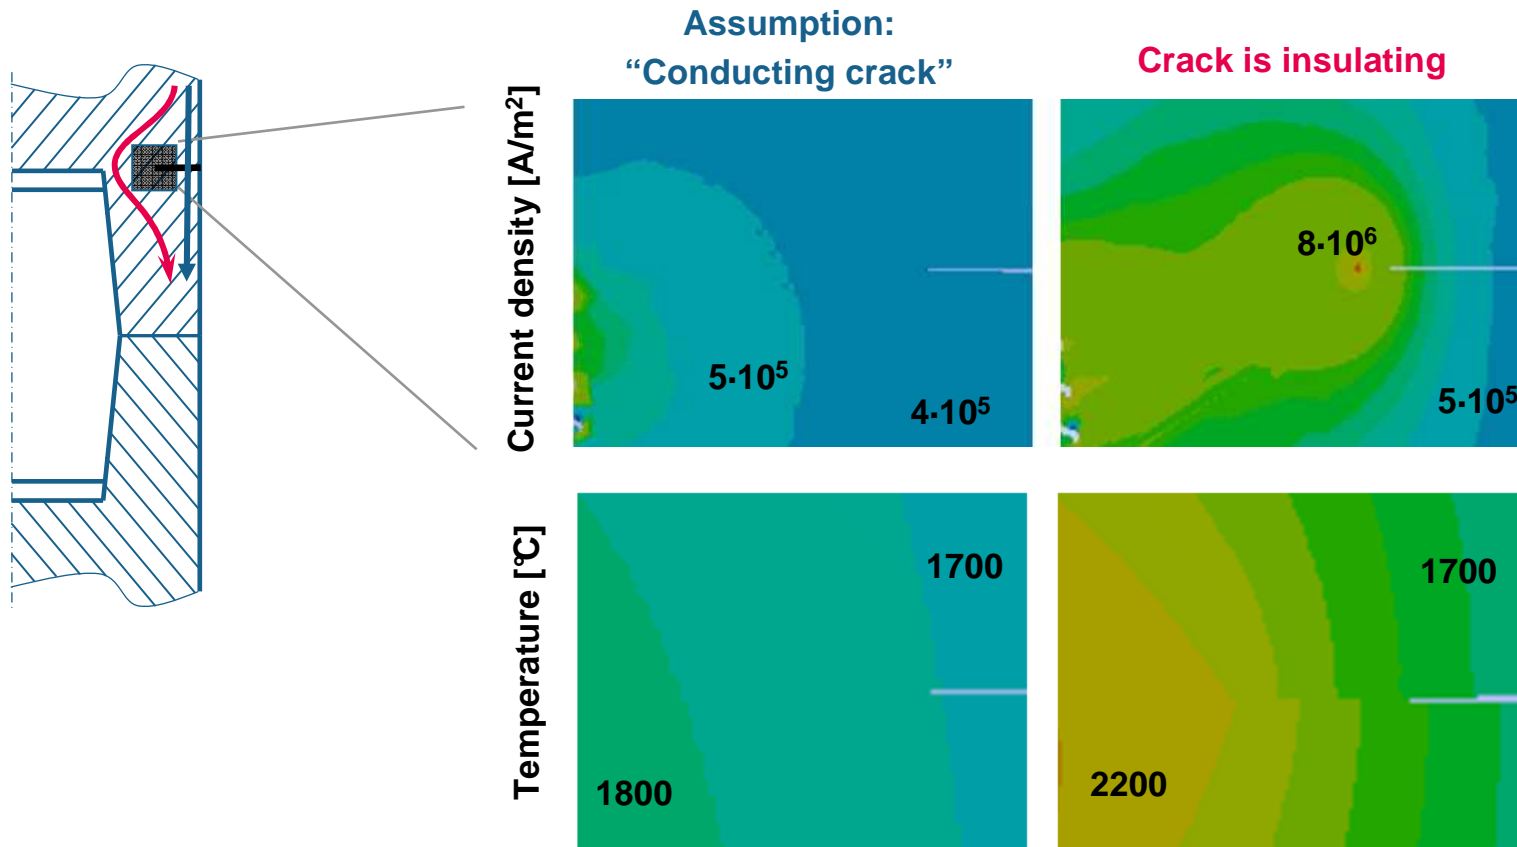 Assumption:
“Conducting crack”
Crack is insulating
Current density [A/m²]
8·10⁶
5·10⁵
4·10⁵
5·10⁵
Temperature [°C]
1700
1800
1700
2200